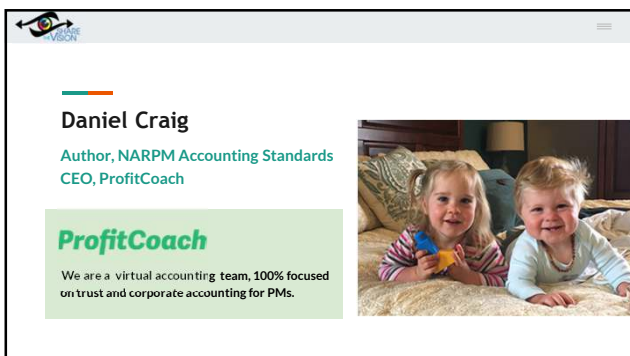 SHARE
THE VISION
Daniel Craig
Author, NARPM Accounting Standards
CEO, ProfitCoach
ProfitCoach
We are a virtual accounting team, 100% focused
on trust and corporate accounting for PMs.